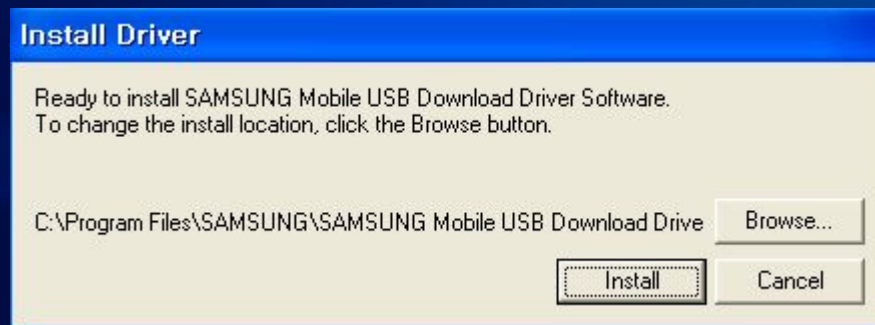 Install Driver
Ready to install SAMSUNG Mobile USB Download Driver Software.
To change the install location, click the Browse button.
C:\Program Files\SAMSUNG\SAMSUNG Mobile USB Download Drive
Browse...
Install
Cancel